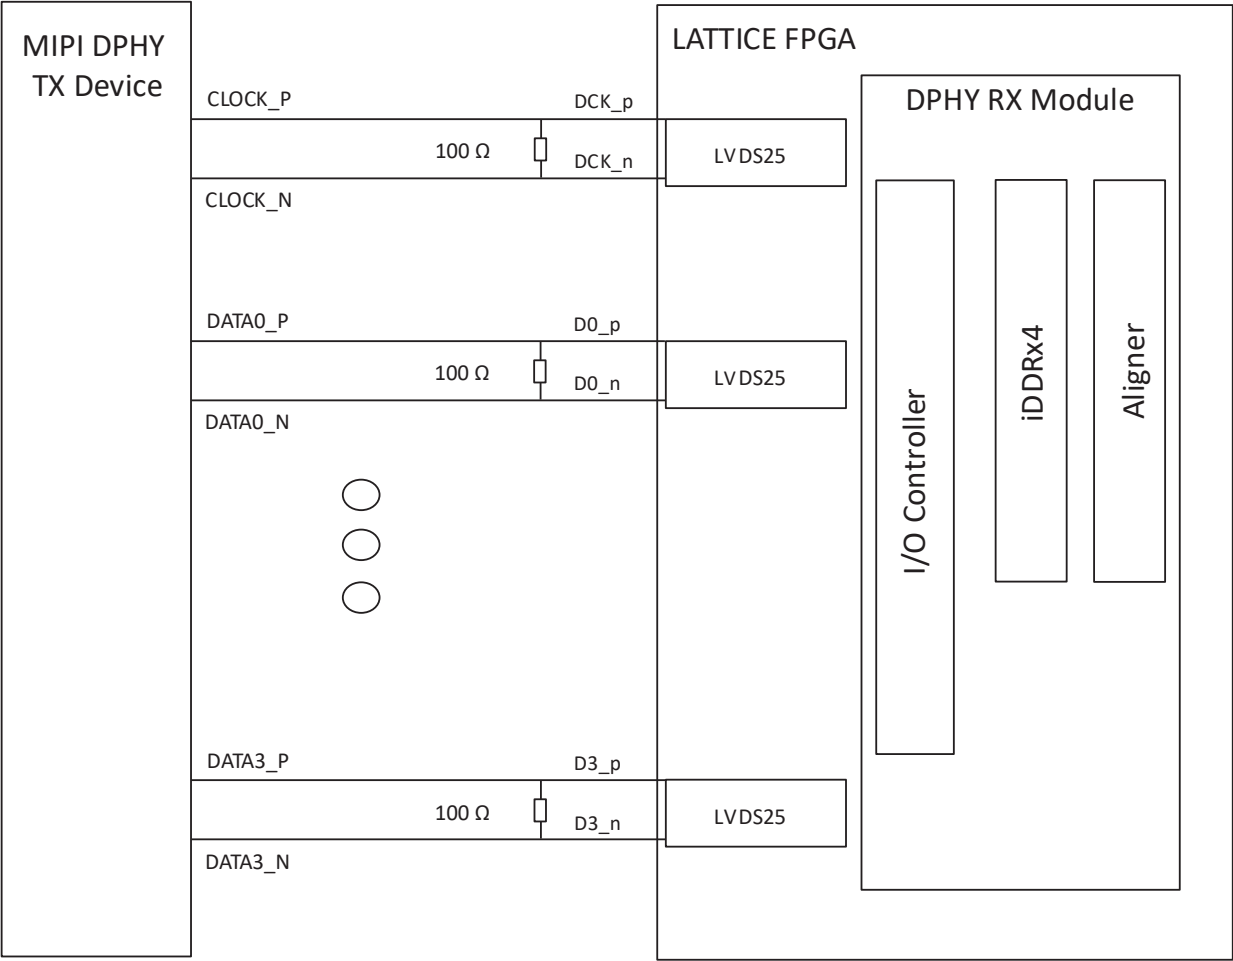 MIPI DPHY
TX Device
LATTICE FPGA
DPHY RX Module
CLOCK_P
DCK_p
100 Ω
DCK_n
LVDS25
CLOCK_N
DATA0_P
D0_p
100 Ω
D0_n
LVDS25
DATA0_N
I/O Controller
iDDRx4
Aligner
DATA3_P
D3_p
100 Ω
D3_n
LVDS25
DATA3_N